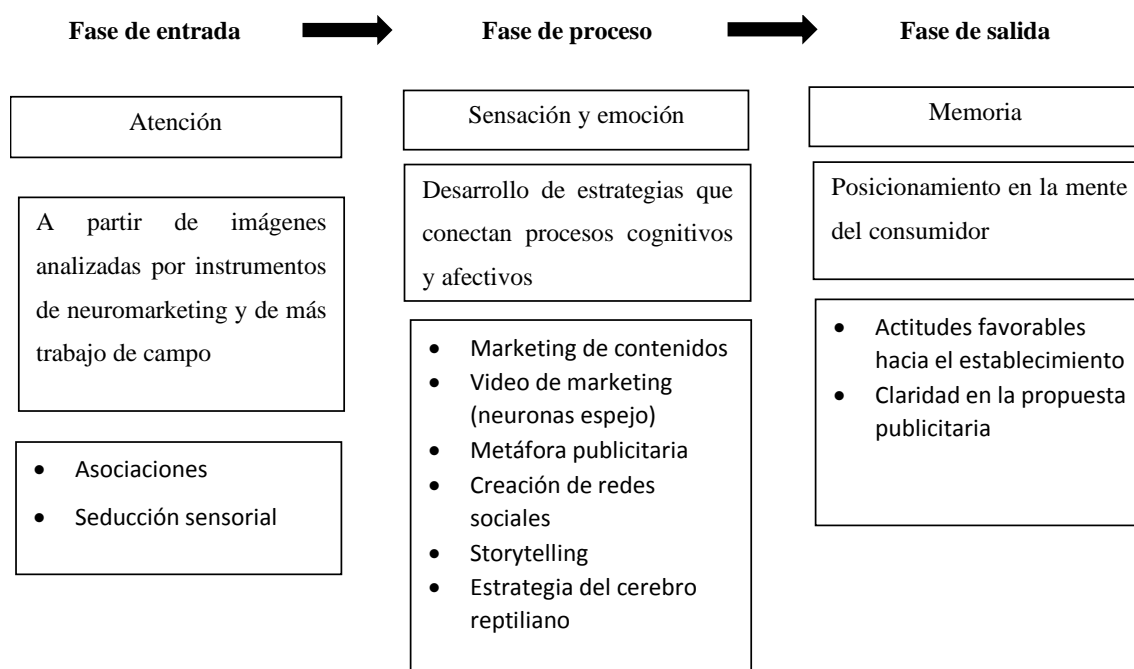 Fase de entrada
Fase de proceso
Fase de salida
Atención
A partir de imágenes
analizadas por instrumentos
de neuromarketing y de más
trabajo de campo
• Asociaciones
• Seducción sensorial
Sensación y emoción
Desarrollo de estrategias que
conectan procesos cognitivos
y afectivos
• Marketing de contenidos
• Video de marketing
(neuronas espejo)
• Metáfora publicitaria
• Creación de redes
sociales
• Storytelling
• Estrategia del cerebro
reptiliano
Memoria
Posicionamiento en la mente
del consumidor
• Actitudes favorables
hacia el establecimiento
• Claridad en la propuesta
publicitaria